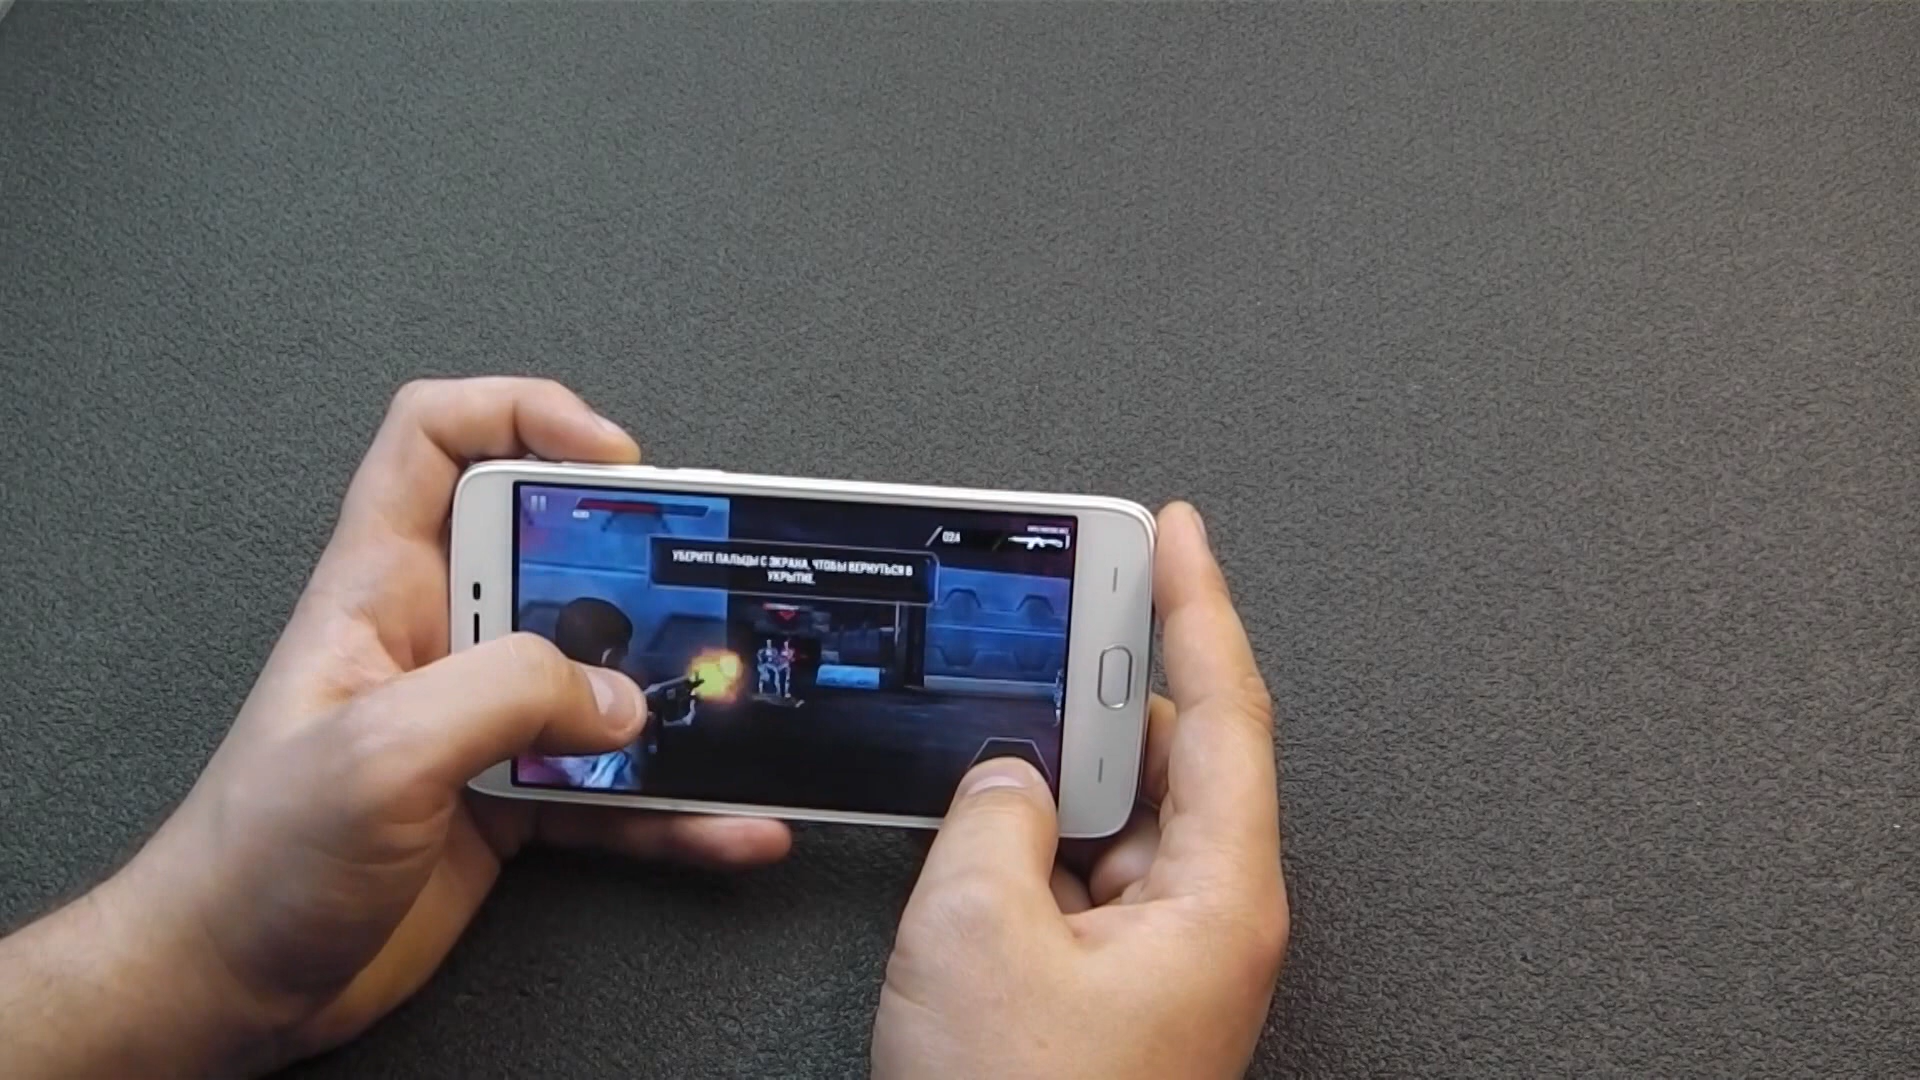 024
УБЕРИТЕ ПАЛЬЦЫ С ЭКРАНА, ЧТОБЫ ВЕРНУТЬСЯ В
УКРЫТИЕ.